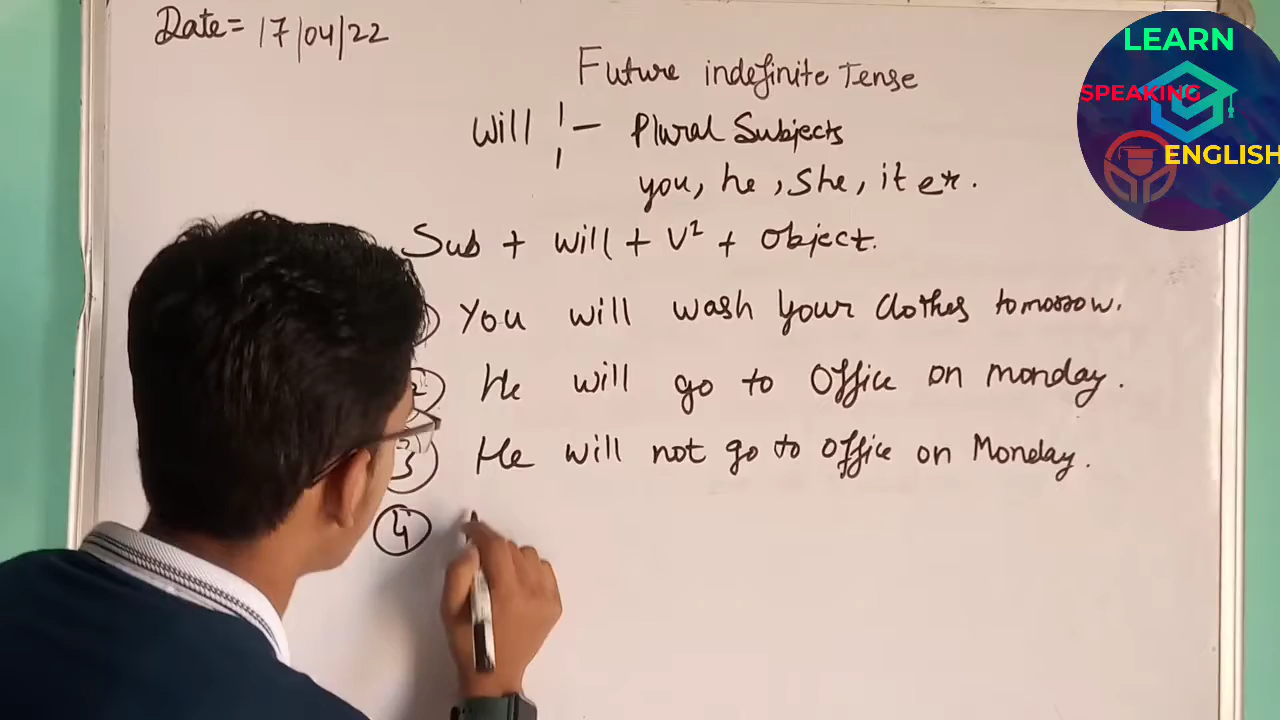 Date= 17/04/22
LEARN
SPEAKING
ENGLISH
Future indefinite Tense
Will :- Plural Subjects
you, he, She, it etc.
Sub + will + V1 + Object.
You will wash your clothes tomorrow.
2 He will go to Office on monday.
3 He will not go to office on Monday.
4